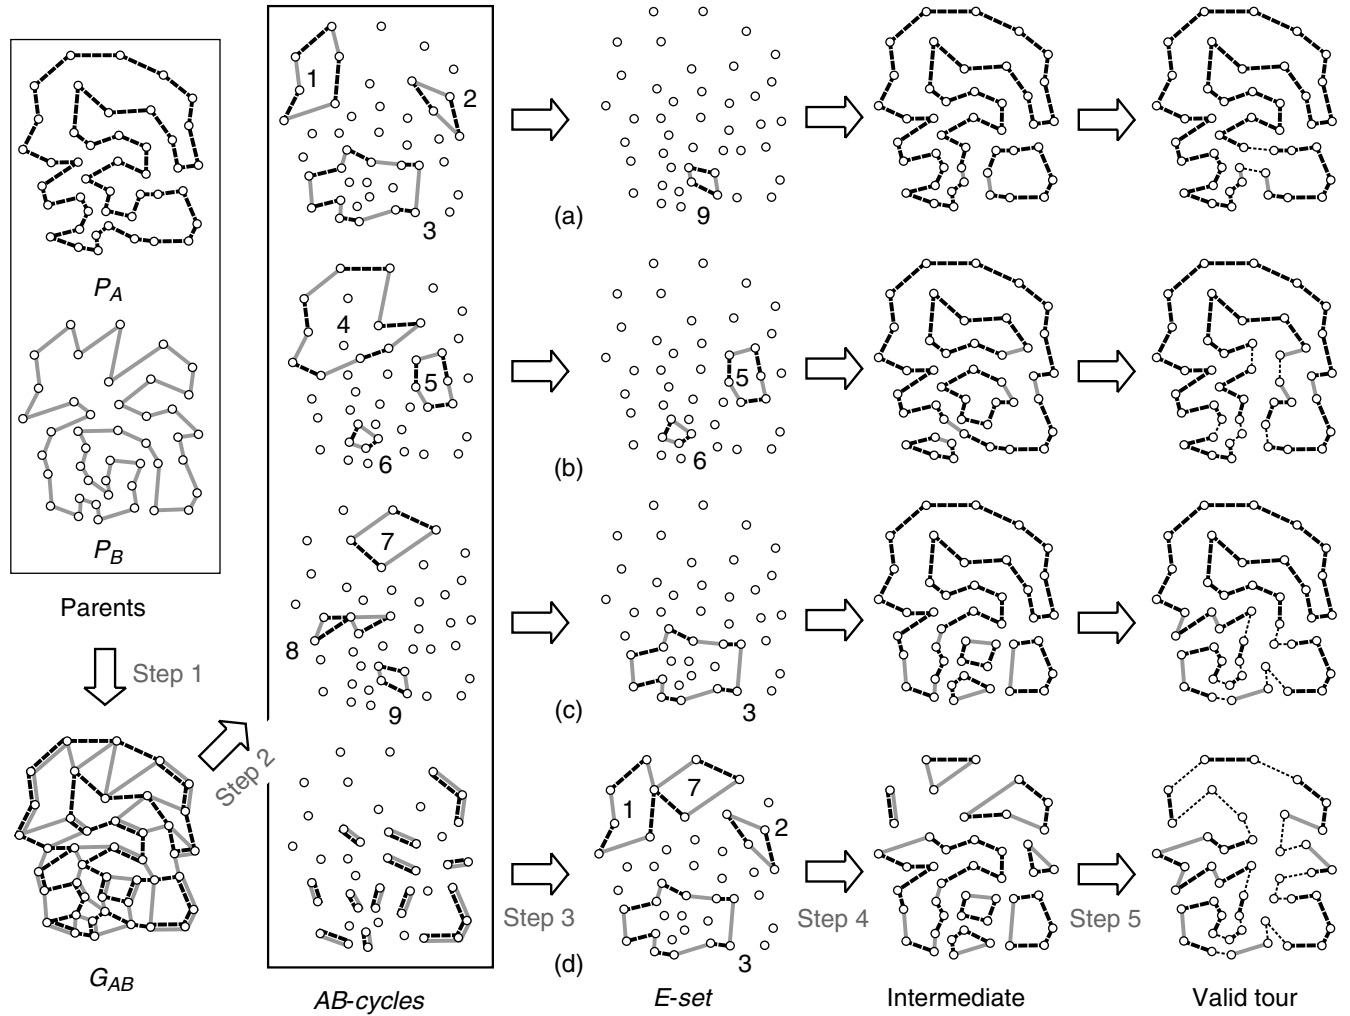 P_A
P_B
Parents
Step 1
G_AB
Step 2
1
2
3
4
5
6
7
8
9
AB-cycles
9
(a)
5
6
(b)
3
(c)
1
7
2
3
(d)
Step 3
E-set
Step 4
Intermediate
Step 5
Valid tour